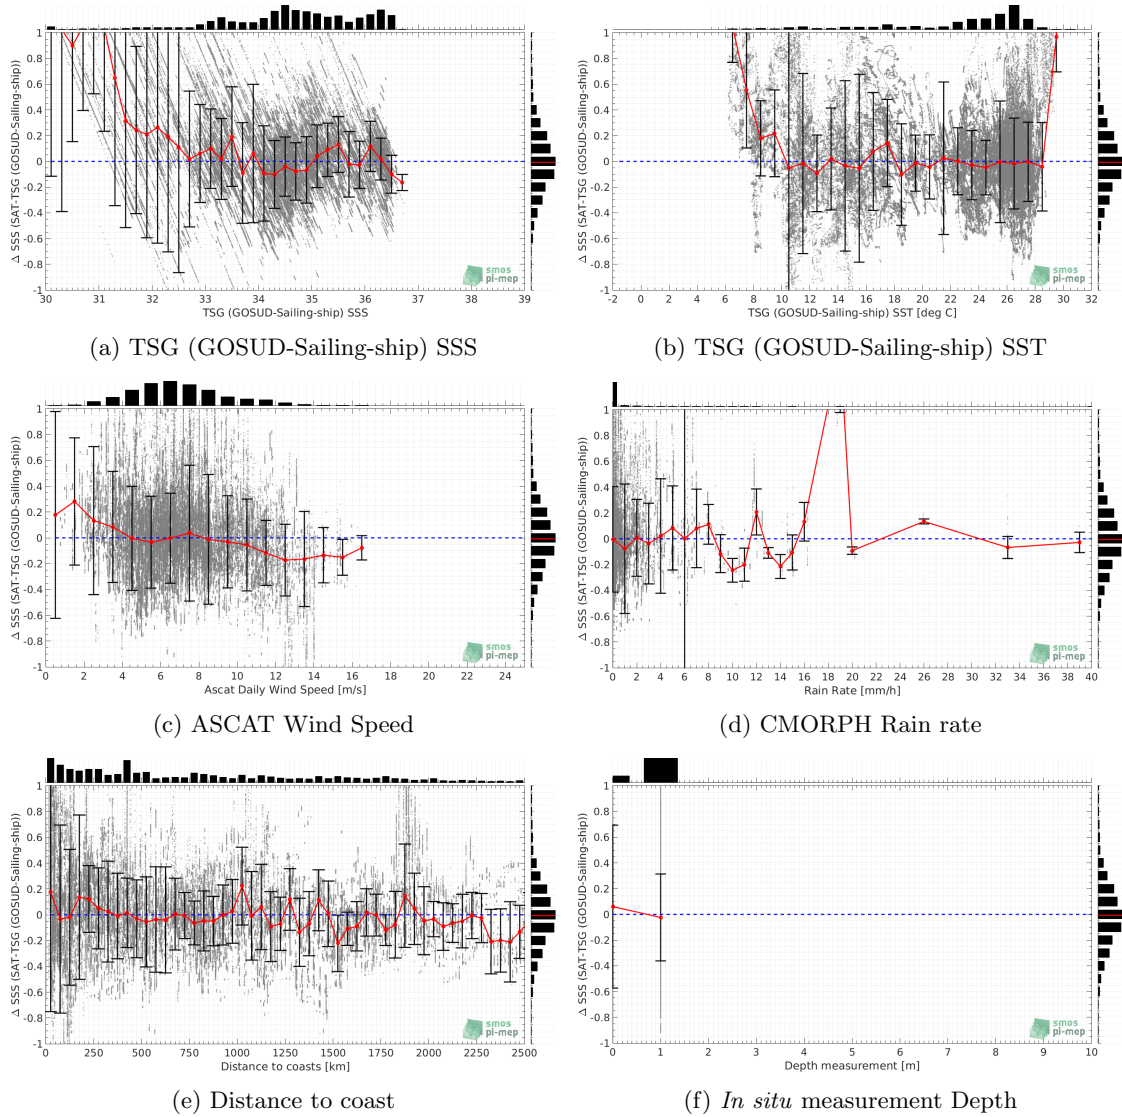 1
0.8
0.6
0.4
0.2
0
-0.2
-0.4
-0.6
-0.8
-1
Δ SSS (SAT-TSG (GOSUD-Sailing-ship))
smos
pi-mep
30 31 32 33 34 35 36 37 38 39
TSG (GOSUD-Sailing-ship) SSS
(a) TSG (GOSUD-Sailing-ship) SSS
1
0.8
0.6
0.4
0.2
0
-0.2
-0.4
-0.6
-0.8
-1
Δ SSS (SAT-TSG (GOSUD-Sailing-ship))
smos
pi-mep
-2 0 2 4 6 8 10 12 14 16 18 20 22 24 26 28 30 32
TSG (GOSUD-Sailing-ship) SST [deg C]
(b) TSG (GOSUD-Sailing-ship) SST
1
0.8
0.6
0.4
0.2
0
-0.2
-0.4
-0.6
-0.8
-1
Δ SSS (SAT-TSG (GOSUD-Sailing-ship))
smos
pi-mep
0 2 4 6 8 10 12 14 16 18 20 22 24
Ascat Daily Wind Speed [m/s]
(c) ASCAT Wind Speed
1
0.8
0.6
0.4
0.2
0
-0.2
-0.4
-0.6
-0.8
-1
Δ SSS (SAT-TSG (GOSUD-Sailing-ship))
smos
pi-mep
0 2 4 6 8 10 12 14 16 18 20 22 24 26 28 30 32 34 36 38 40
Rain Rate [mm/h]
(d) CMORPH Rain rate
1
0.8
0.6
0.4
0.2
0
-0.2
-0.4
-0.6
-0.8
-1
Δ SSS (SAT-TSG (GOSUD-Sailing-ship))
smos
pi-mep
0 250 500 750 1000 1250 1500 1750 2000 2250 2500
Distance to coasts [km]
(e) Distance to coast
1
0.8
0.6
0.4
0.2
0
-0.2
-0.4
-0.6
-0.8
-1
Δ SSS (SAT-TSG (GOSUD-Sailing-ship))
smos
pi-mep
0 1 2 3 4 5 6 7 8 9 10
Depth measurement [m]
(f) In situ measurement Depth